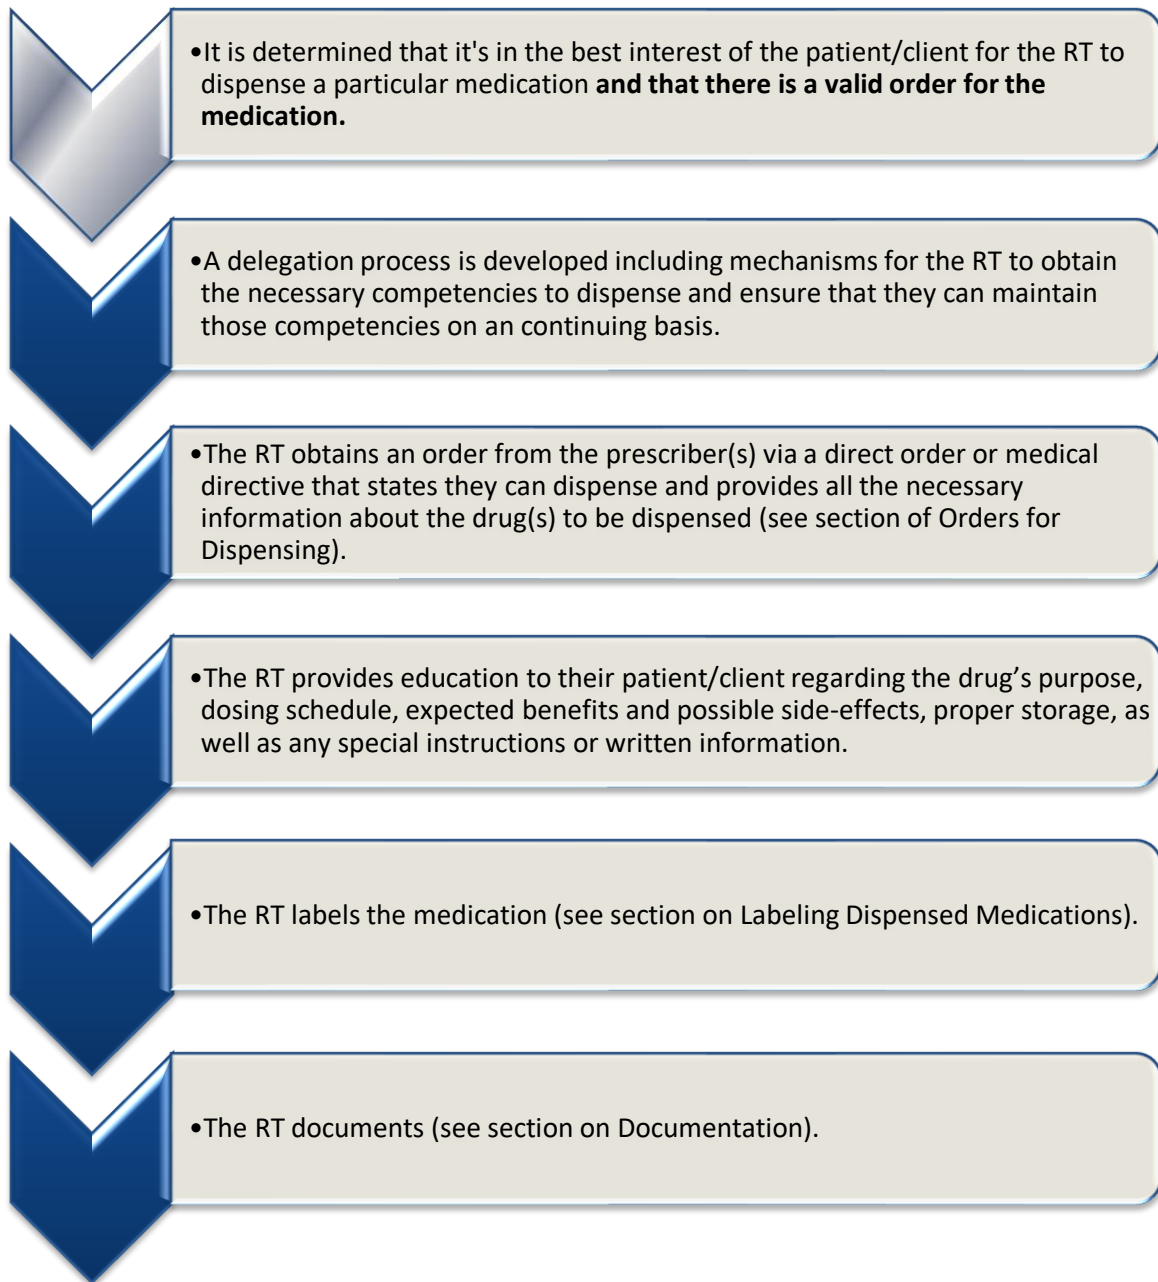 •It is determined that it's in the best interest of the patient/client for the RT to
dispense a particular medication and that there is a valid order for the
medication.
•A delegation process is developed including mechanisms for the RT to obtain
the necessary competencies to dispense and ensure that they can maintain
those competencies on an continuing basis.
•The RT obtains an order from the prescriber(s) via a direct order or medical
directive that states they can dispense and provides all the necessary
information about the drug(s) to be dispensed (see section of Orders for
Dispensing).
•The RT provides education to their patient/client regarding the drug’s purpose,
dosing schedule, expected benefits and possible side-effects, proper storage, as
well as any special instructions or written information.
•The RT labels the medication (see section on Labeling Dispensed Medications).
•The RT documents (see section on Documentation).